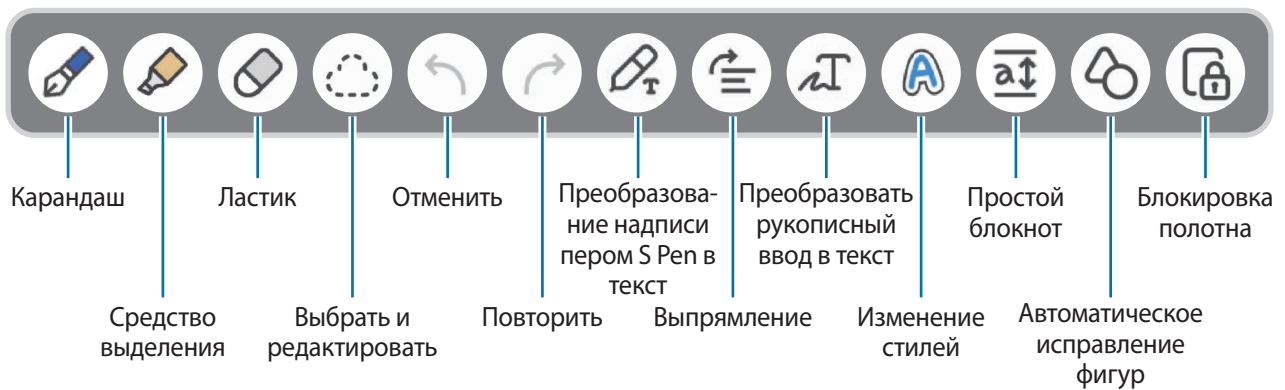 Карандаш
Ластик
Отменить
Преобразова-
ние надписи
пером S Pen в
текст
Преобразовать
рукописный
ввод в текст
Простой
блокнот
Блокировка
полотна
Средство
выделения
Выбрать и
редактировать
Повторить
Выпрямление
Изменение
стилей
Автоматическое
исправление
фигур